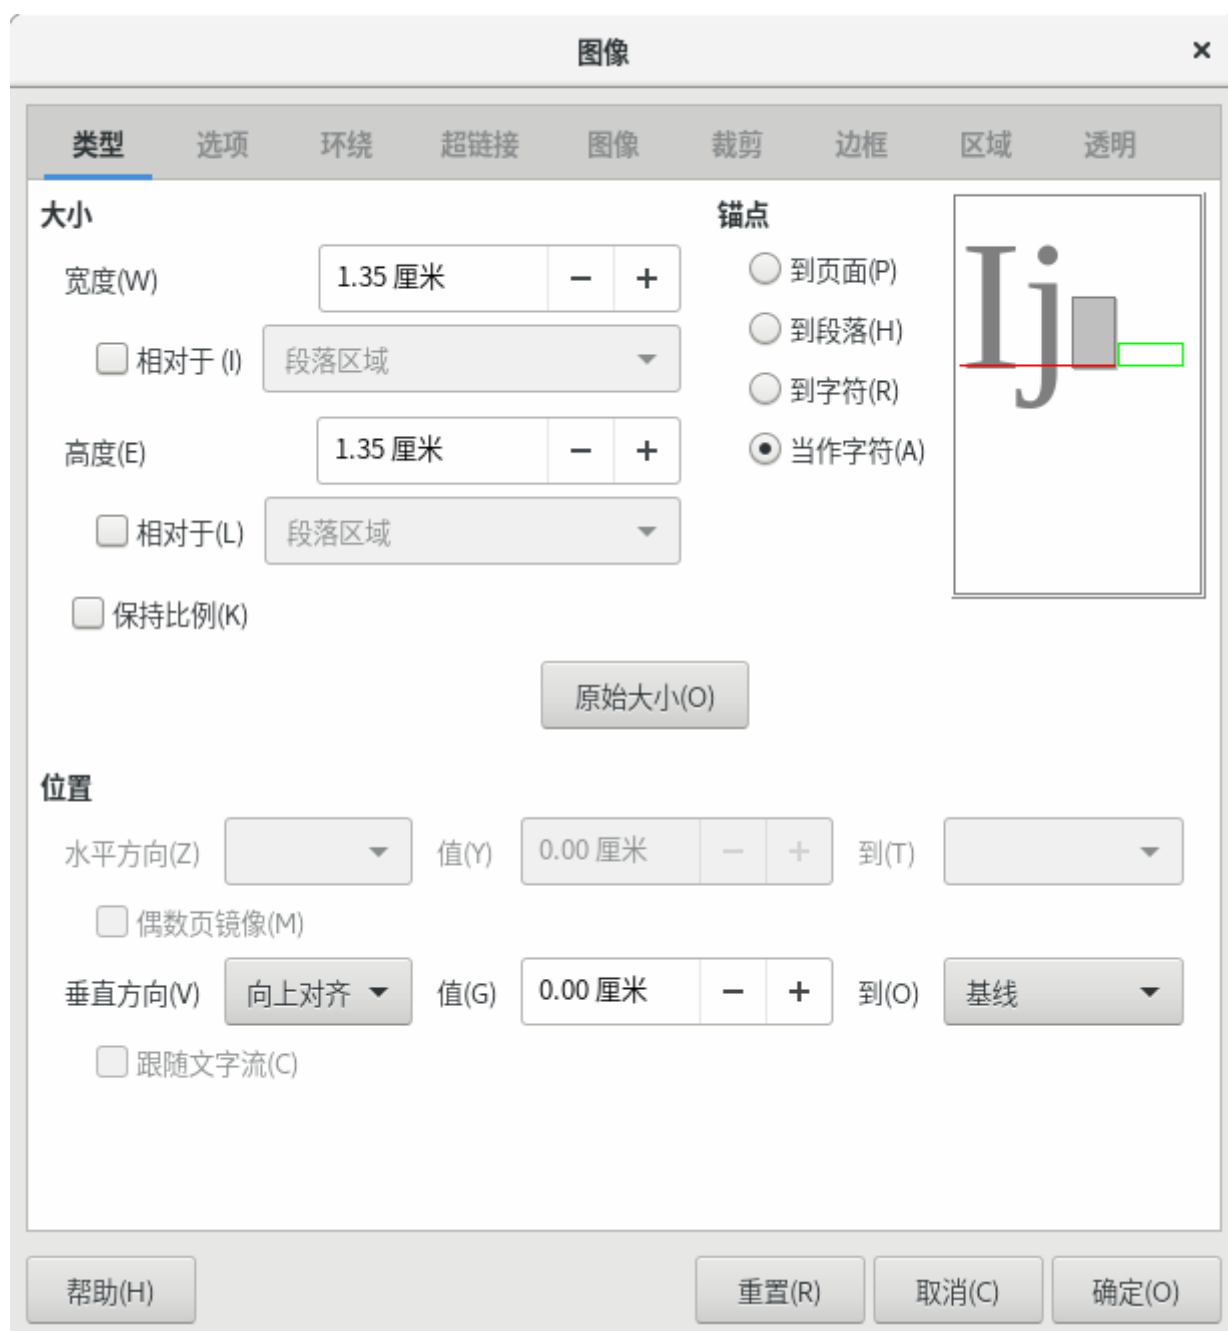 图像
类型 选项 环绕 超链接 图像 裁剪 边框 区域 透明
大小
宽度(W) 1.35 厘米
相对于 (I) 段落区域
高度(E) 1.35 厘米
相对于(L) 段落区域
保持比例(K)
原始大小(O)
锚点
到页面(P)
到段落(H)
到字符(R)
当作字符(A)
Ij
位置
水平方向(Z) 值(Y) 0.00 厘米 到(T)
偶数页镜像(M)
垂直方向(V) 向上对齐 值(G) 0.00 厘米 到(O) 基线
跟随文字流(C)
帮助(H) 重置(R) 取消(C) 确定(O)